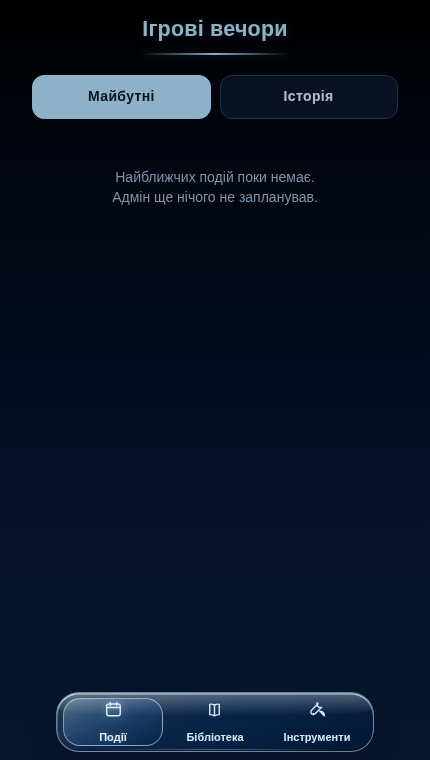 Ігрові вечори
Майбутні
Історія
Найближчих подій поки немає.
Адмін ще нічого не запланував.
Події
Бібліотека
Інструменти